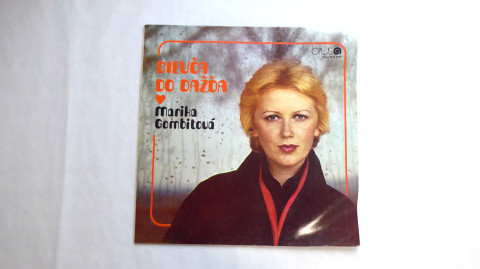 OPUS
DIEVČA
DO DAŽĎA
Marika
Gombitová